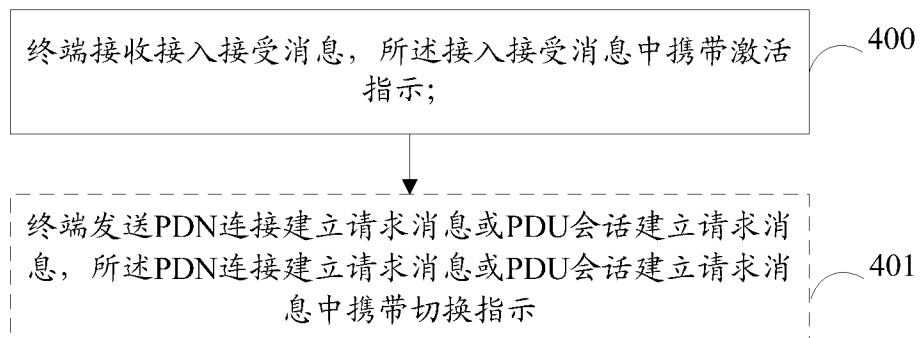 终端接收接入接受消息，所述接入接受消息中携带激活
指示；
400
终端发送PDN连接建立请求消息或PDU会话建立请求消
息，所述PDN连接建立请求消息或PDU会话建立请求消
息中携带切换指示
401